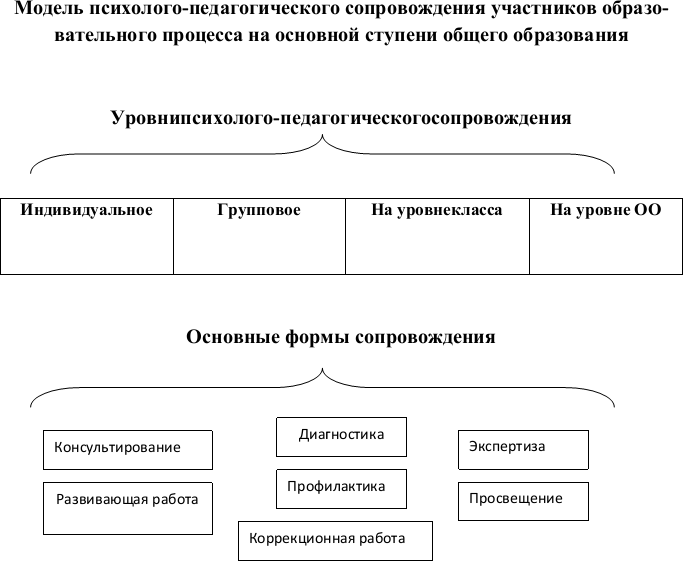 Модель психолого-педагогического сопровождения участников образо-
вательного процесса на основной ступени общего образования
Уровнипсихолого-педагогическогосопровождения
Индивидуальное
Групповое
На уровнекласса
На уровне ОО
Основные формы сопровождения
Консультирование
Диагностика
Экспертиза
Развивающая работа
Профилактика
Просвещение
Коррекционная работа